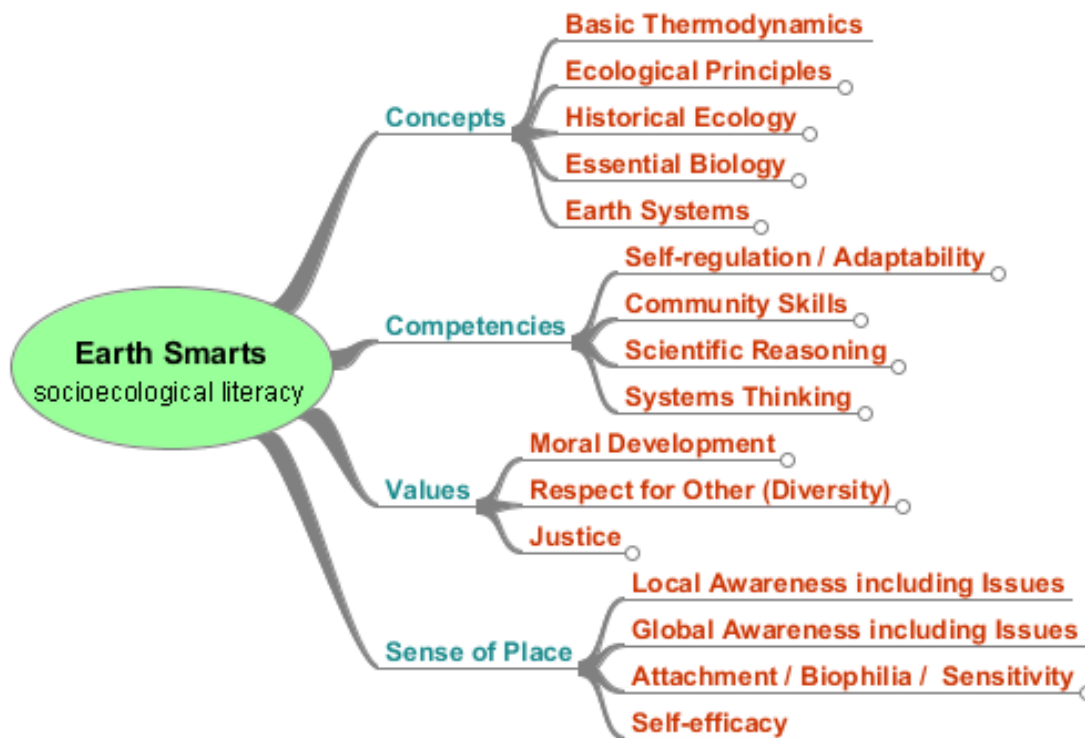 Earth Smarts
socioecological literacy
Concepts
Basic Thermodynamics
Ecological Principles
Historical Ecology
Essential Biology
Earth Systems
Competencies
Self-regulation / Adaptability
Community Skills
Scientific Reasoning
Systems Thinking
Values
Moral Development
Respect for Other (Diversity)
Justice
Sense of Place
Local Awareness including Issues
Global Awareness including Issues
Attachment / Biophilia / Sensitivity
Self-efficacy